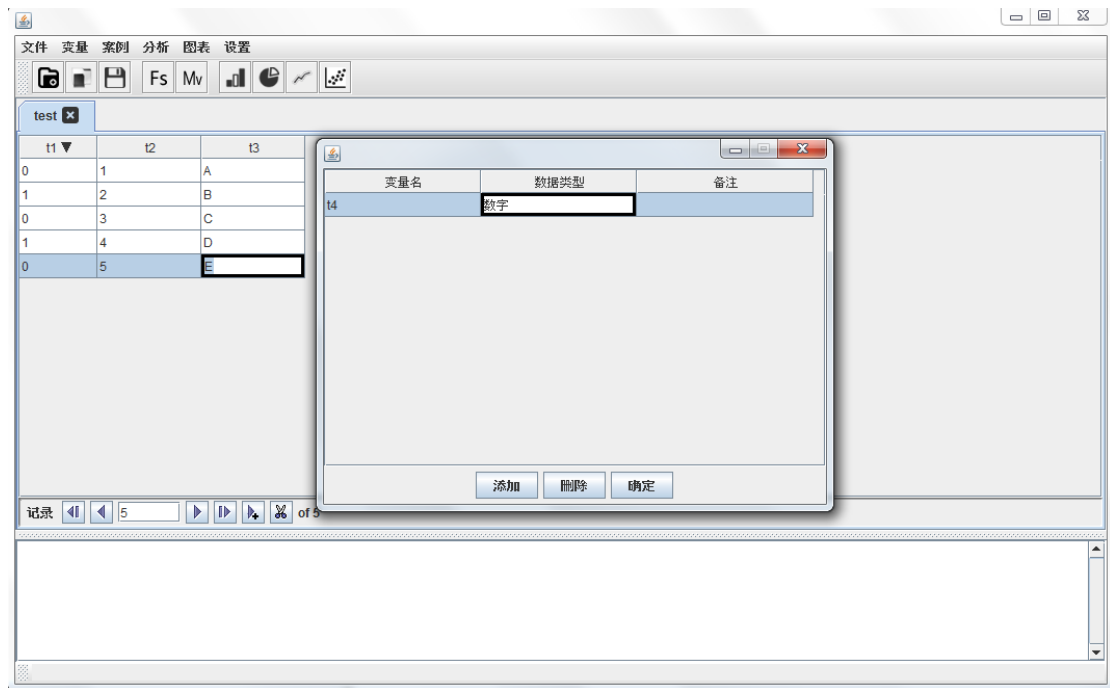 文件 变量 案例 分析 图表 设置
Fs Mv
test
t1▼ t2 t3
0 1 A
1 2 B
0 3 C
1 4 D
0 5 E
变量名 数据类型 备注
t4 数字
添加 删除 确定
记录 5 of 5